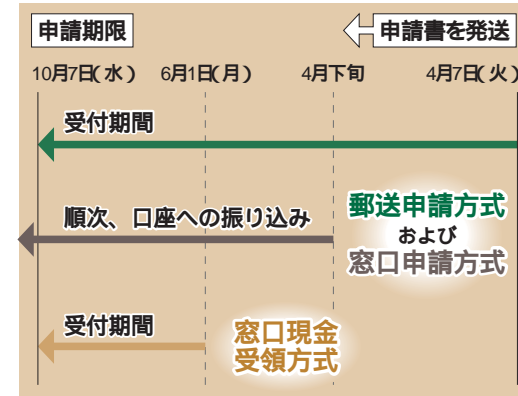 申請期限
申請書を発送
10月7日(水)
6月1日(月)
4月下旬
4月7日(火)
受付期間
順次、口座への振り込み
郵送申請方式
および
窓口申請方式
受付期間
窓口現金
受領方式